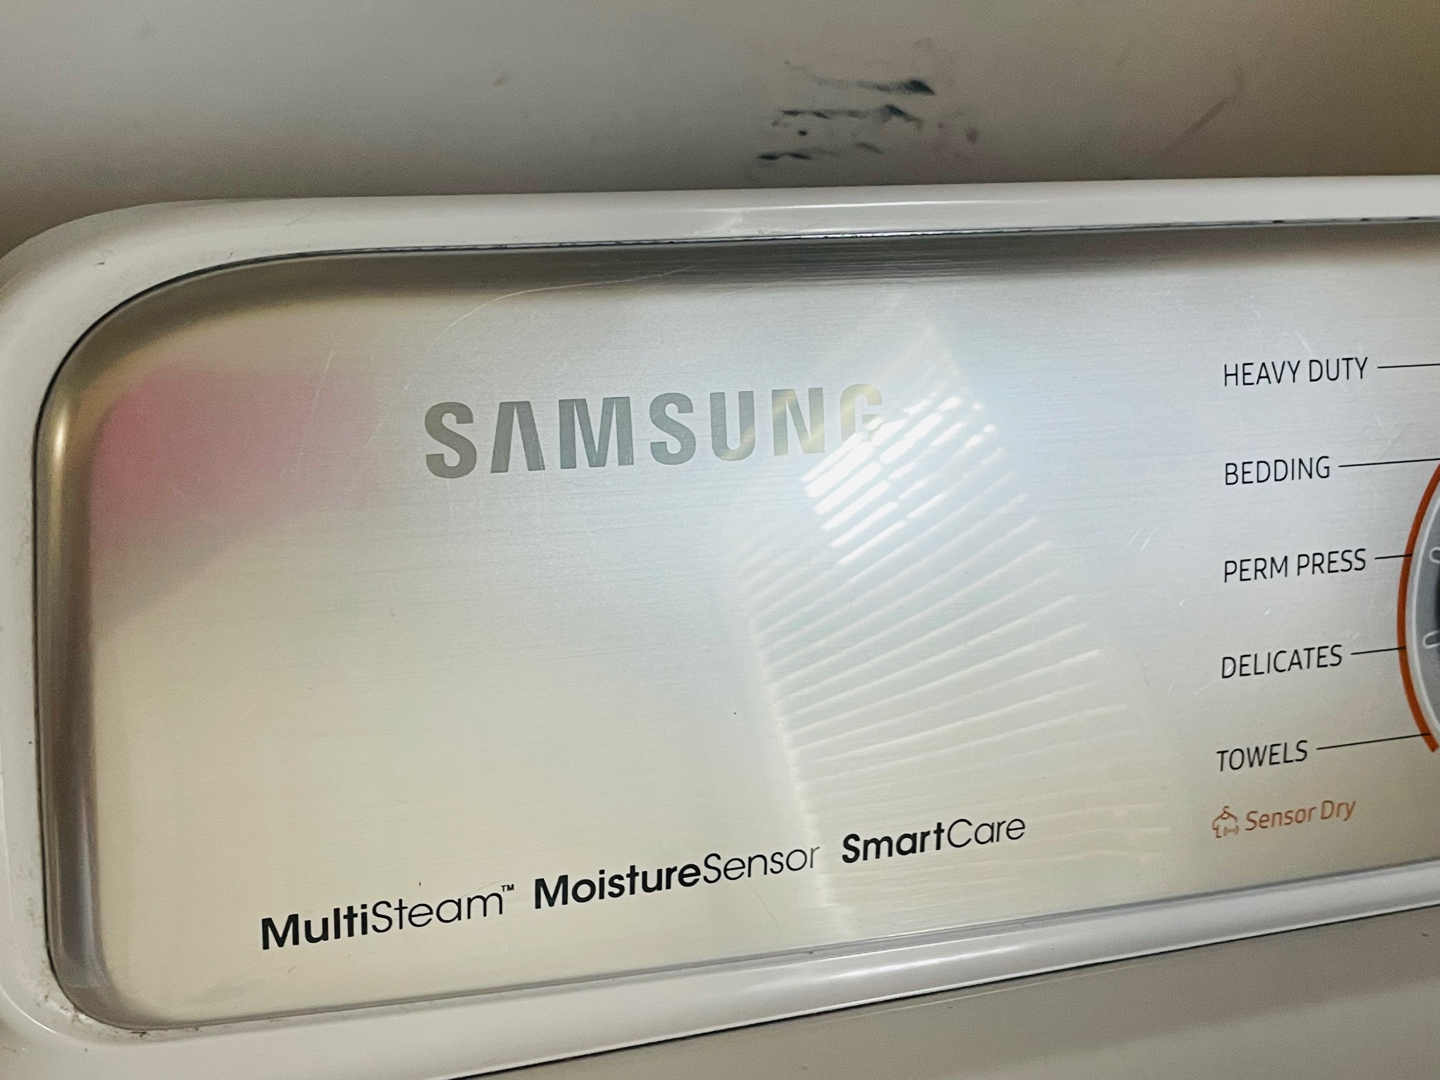 SAMSUNG
HEAVY DUTY
BEDDING
PERM PRESS
DELICATES
TOWELS
Sensor Dry
MultiSteam™ MoistureSensor SmartCare